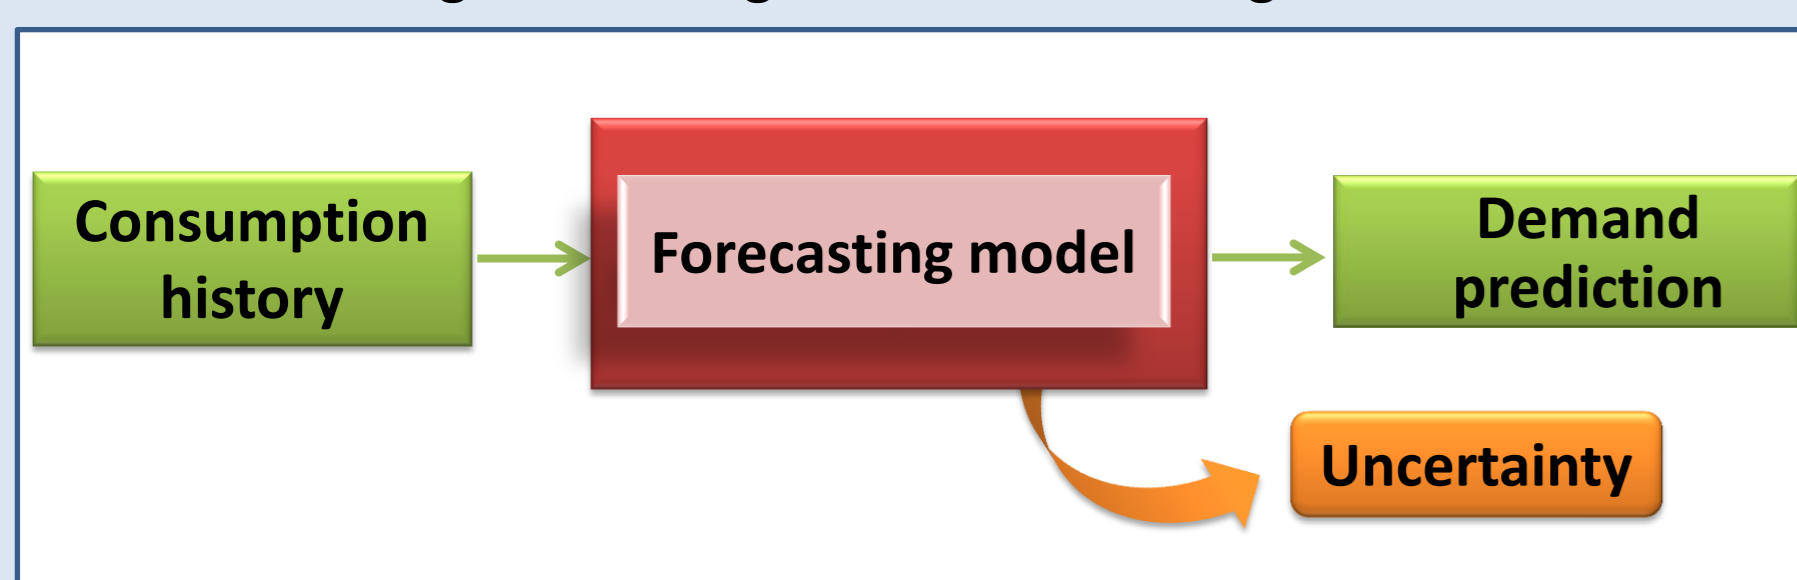 Consumption
history
Forecasting model
Demand
prediction
Uncertainty